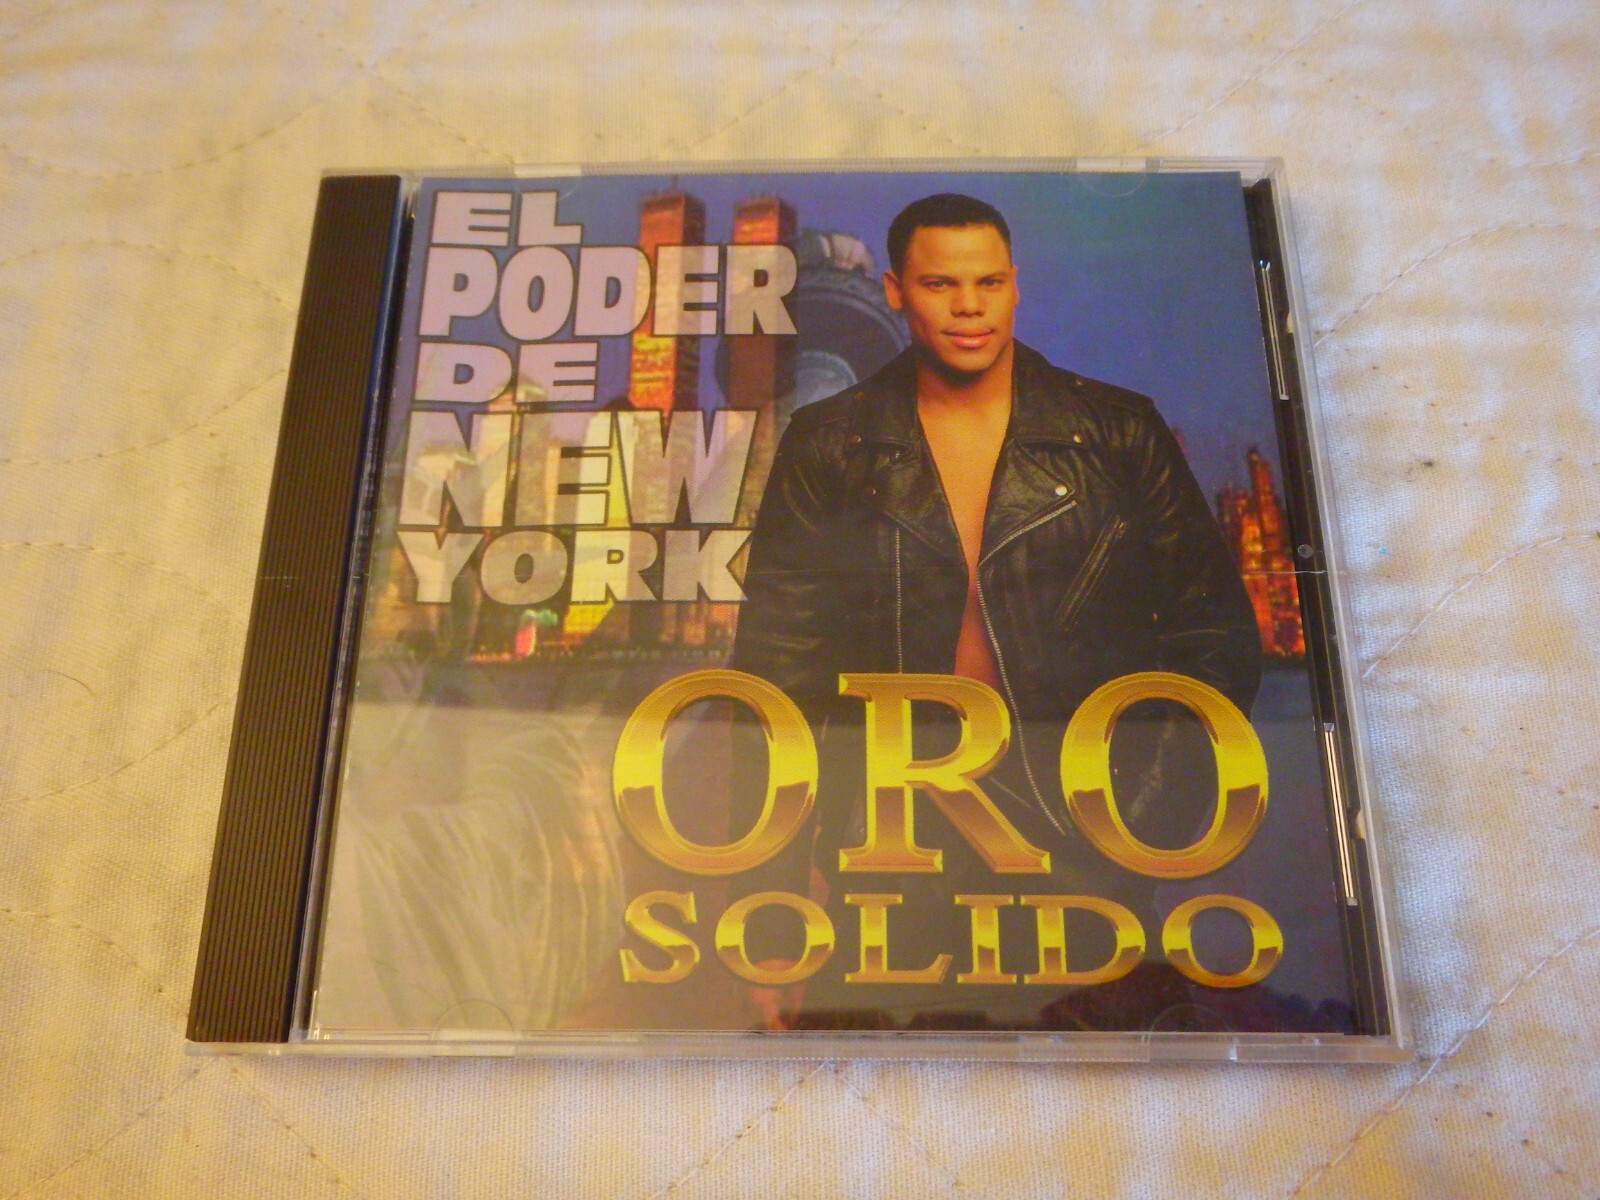 EL
PODER
DE
NEW
YORK
ORO
SOLIDO